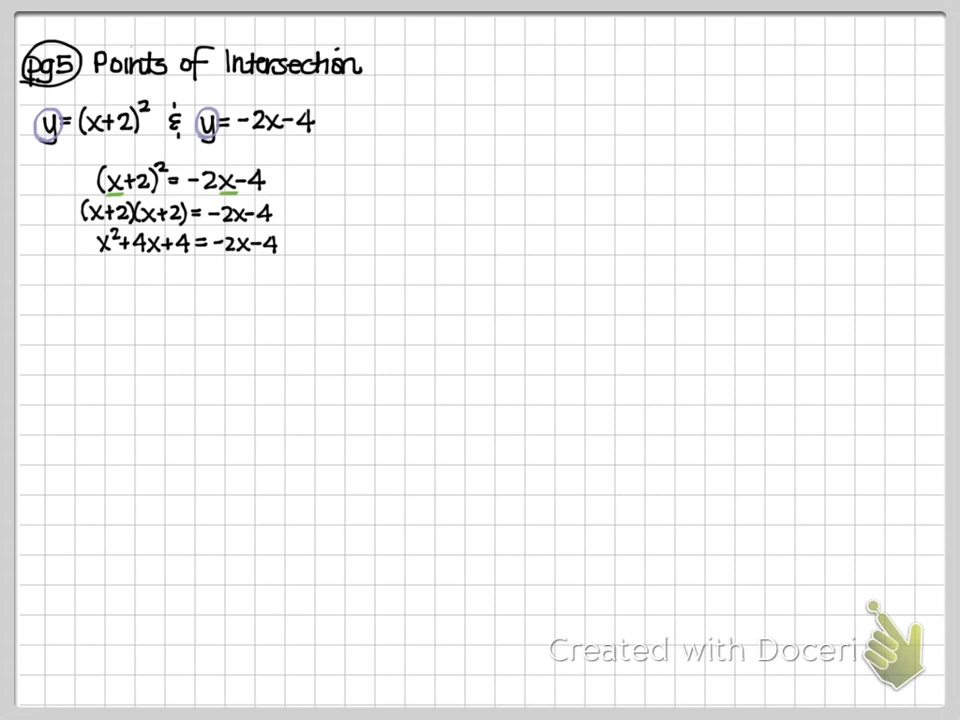 pg5 Points of Intersection
y=(x+2)² & y=-2x-4
(x+2)²=-2x-4
(x+2)(x+2)=-2x-4
x²+4x+4=-2x-4
Created with Doceri